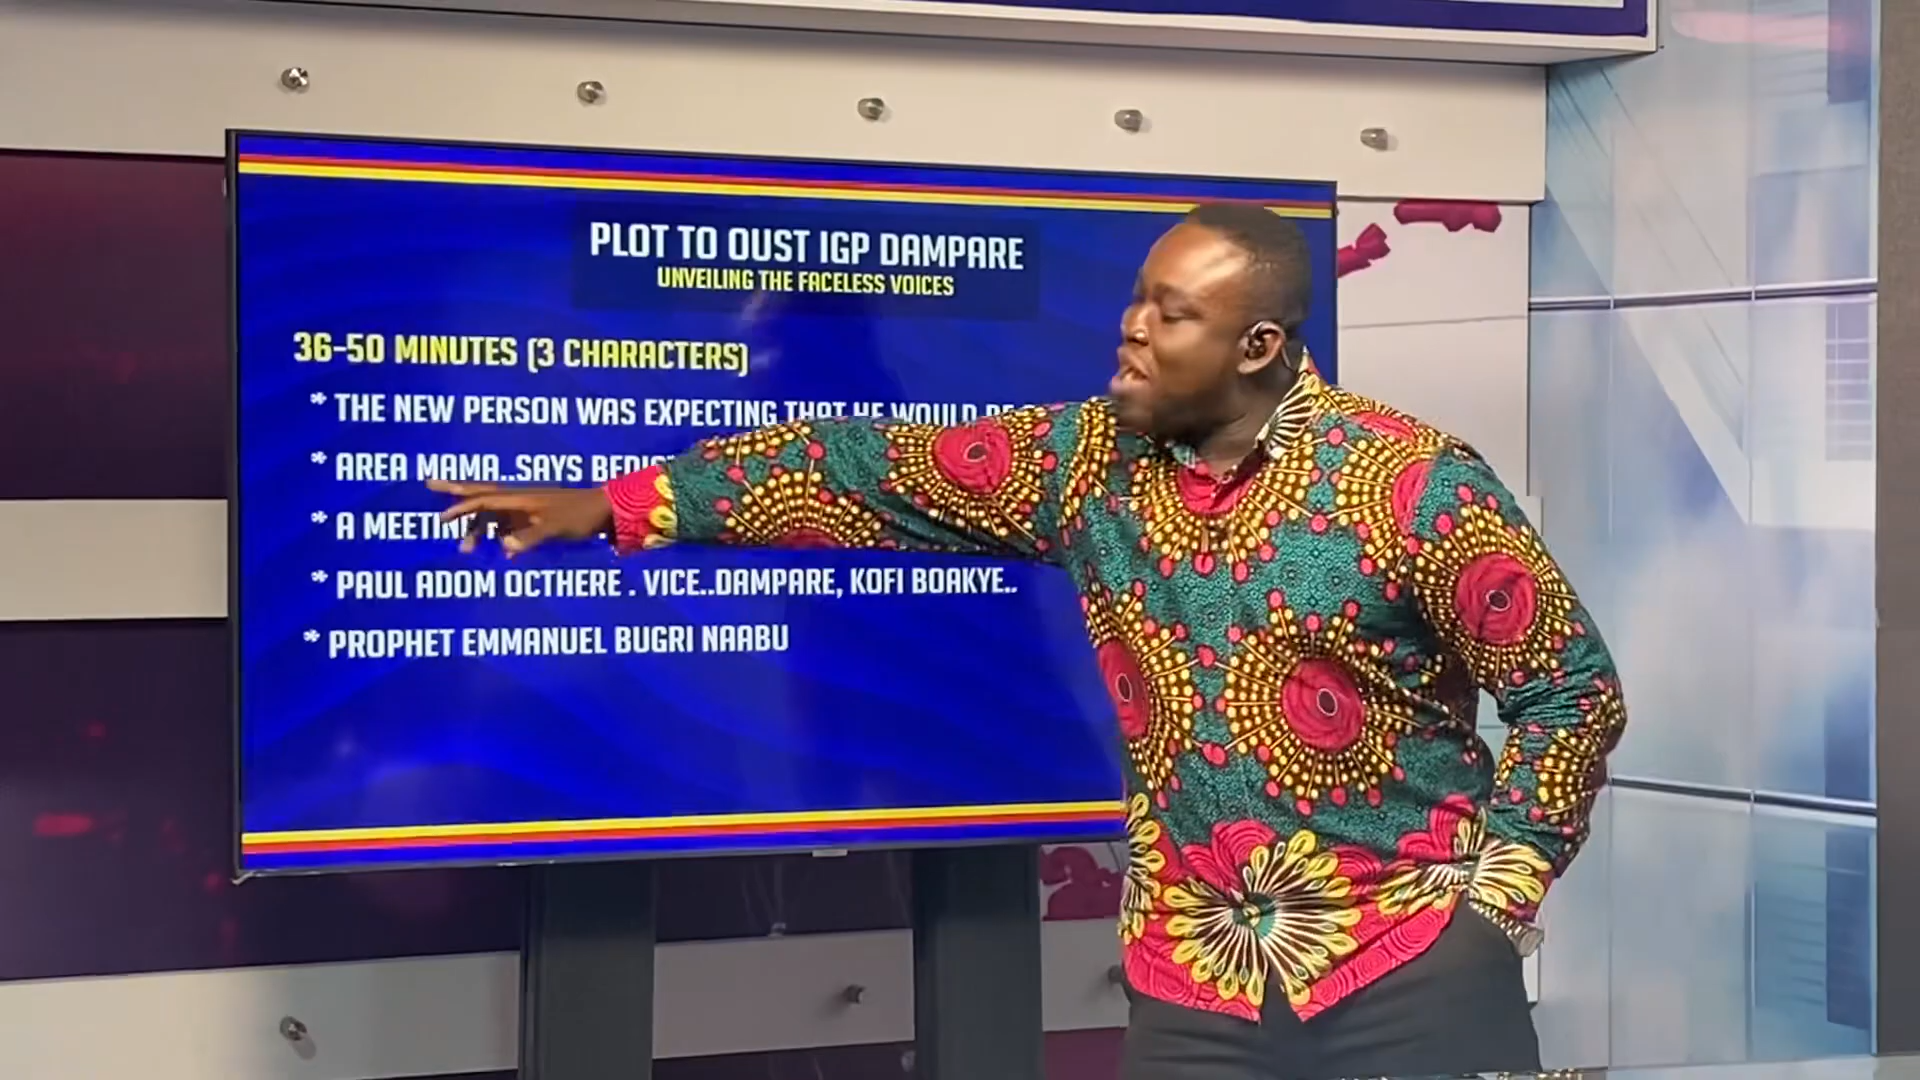 PLOT TO OUST IGP DAMPARE
UNVEILING THE FACELESS VOICES
36-50 MINUTES (3 CHARACTERS)
* THE NEW PERSON WAS EXPECTING THAT HE WOULD BE
* AREA MAMA..SAYS
* A MEETING
* PAUL ADOM OCTHERE . VICE..DAMPARE, KOFI BOAKYE..
* PROPHET EMMANUEL BUGRI NAABU